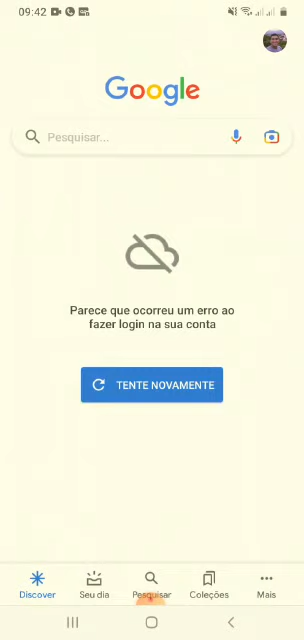 09:42
Google
Pesquisar...
Parece que ocorreu um erro ao
fazer login na sua conta
TENTE NOVAMENTE
Discover
Seu dia
Pesquisar
Coleções
Mais